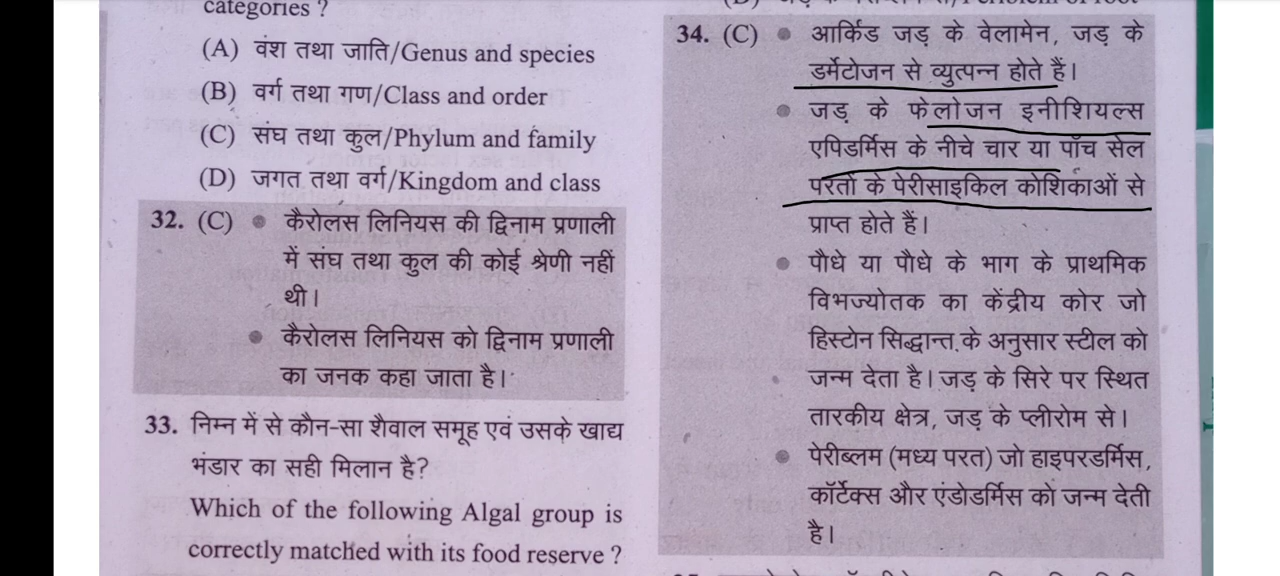 categories ?
(A) वंश तथा जाति/Genus and species
(B) वर्ग तथा गण/Class and order
(C) संघ तथा कुल/Phylum and family
(D) जगत तथा वर्ग/Kingdom and class
32. (C) ● कैरोलस लिनियस की द्विनाम प्रणाली
में संघ तथा कुल की कोई श्रेणी नहीं
थी।
● कैरोलस लिनियस को द्विनाम प्रणाली
का जनक कहा जाता है।
33. निम्न में से कौन-सा शैवाल समूह एवं उसके खाद्य
भंडार का सही मिलान है?
Which of the following Algal group is
correctly matched with its food reserve ?
34. (C) ● आर्किड जड़ के वेलामेन, जड़ के
डर्मेटोजन से व्युत्पन्न होते हैं।
● जड़ के फेलोजन इनीशियल्स
एपिडर्मिस के नीचे चार या पाँच सेल
परतों के पेरीसाइकिल कोशिकाओं से
प्राप्त होते हैं।
● पौधे या पौधे के भाग के प्राथमिक
विभज्योतक का केंद्रीय कोर जो
हिस्टोन सिद्धान्त के अनुसार स्टील को
जन्म देता है। जड़ के सिरे पर स्थित
तारकीय क्षेत्र, जड़ के प्लीरोम से।
● पेरीब्लम (मध्य परत) जो हाइपरडर्मिस,
कॉर्टेक्स और एंडोडर्मिस को जन्म देती
है।